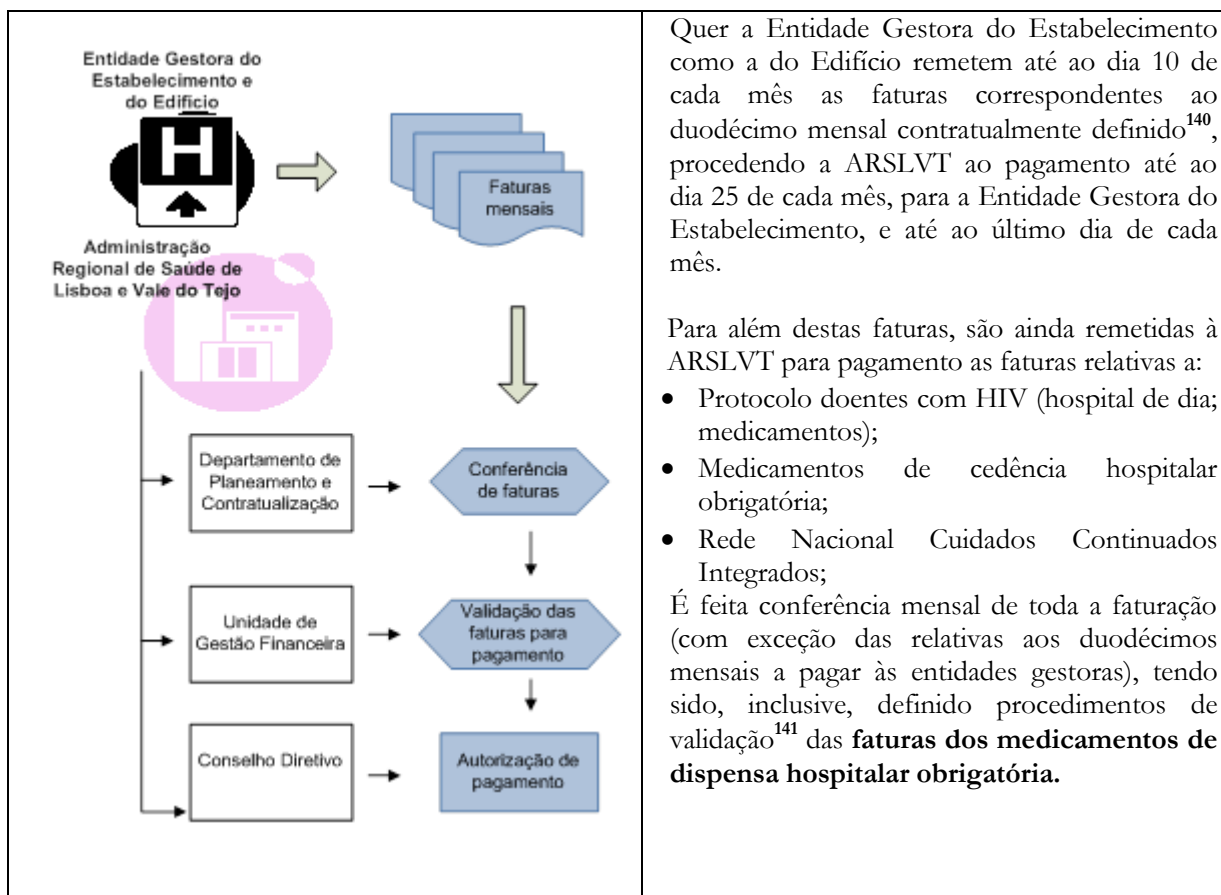 Entidade Gestora do
Estabelecimento e
do Edifício
H
Faturas
mensais
Administração
Regional de Saúde de
Lisboa e Vale do Tejo
Departamento de
Planeamento e
Contratualização
Conferência
de faturas
Unidade de
Gestão Financeira
Validação das
faturas para
pagamento
Conselho Diretivo
Autorização de
pagamento
Quer a Entidade Gestora do Estabelecimento
como a do Edifício remetem até ao dia 10 de
cada mês as faturas correspondentes ao
duodécimo mensal contratualmente definido140,
procedendo a ARSLVT ao pagamento até ao
dia 25 de cada mês, para a Entidade Gestora do
Estabelecimento, e até ao último dia de cada
mês.
Para além destas faturas, são ainda remetidas à
ARSLVT para pagamento as faturas relativas a:
• Protocolo doentes com HIV (hospital de dia;
medicamentos);
• Medicamentos de cedência hospitalar
obrigatória;
• Rede Nacional Cuidados Continuados
Integrados;
É feita conferência mensal de toda a faturação
(com exceção das relativas aos duodécimos
mensais a pagar às entidades gestoras), tendo
sido, inclusive, definido procedimentos de
validação141 das faturas dos medicamentos de
dispensa hospitalar obrigatória.